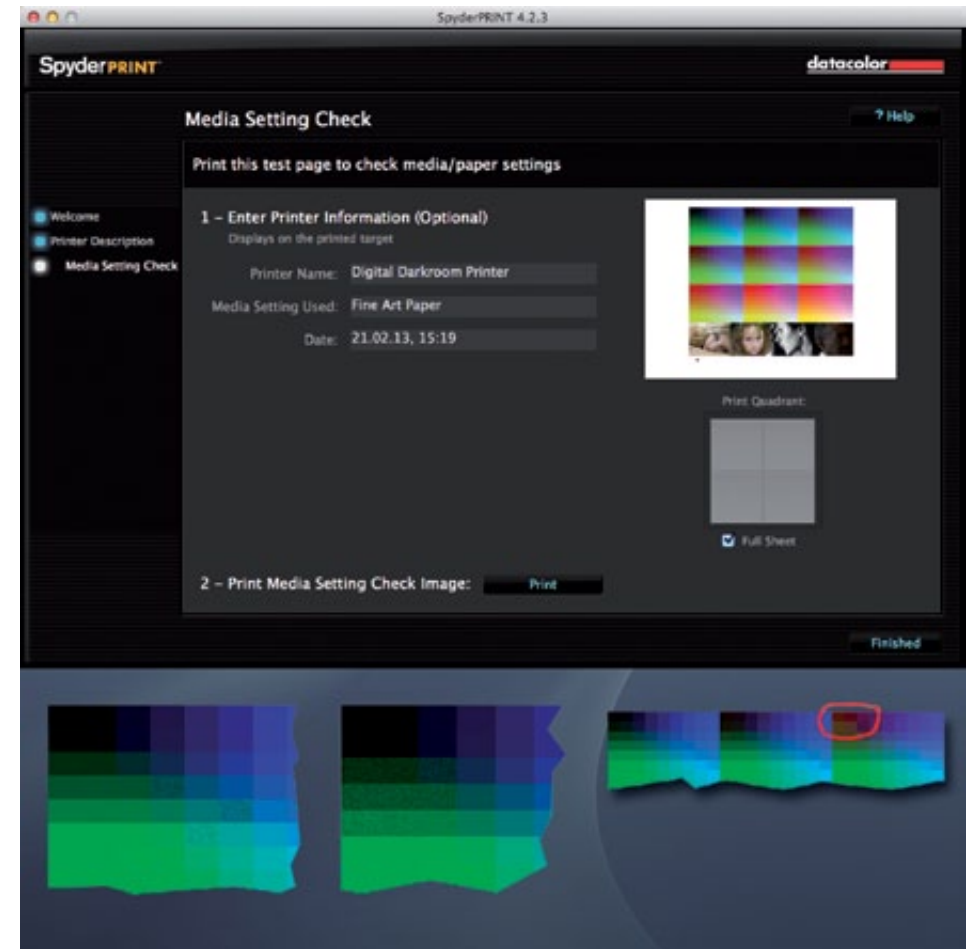 SpyderPRINT 4.2.3
SpyderPRINT
datacolor
Media Setting Check
? Help
Print this test page to check media/paper settings
Welcome
Printer Description
Media Setting Check
1 – Enter Printer Information (Optional)
Displays on the printed target
Printer Name: Digital Darkroom Printer
Media Setting Used: Fine Art Paper
Date: 21.02.13, 15:19
Print Quadrant:
Full Sheet
2 – Print Media Setting Check Image: Print
Finished